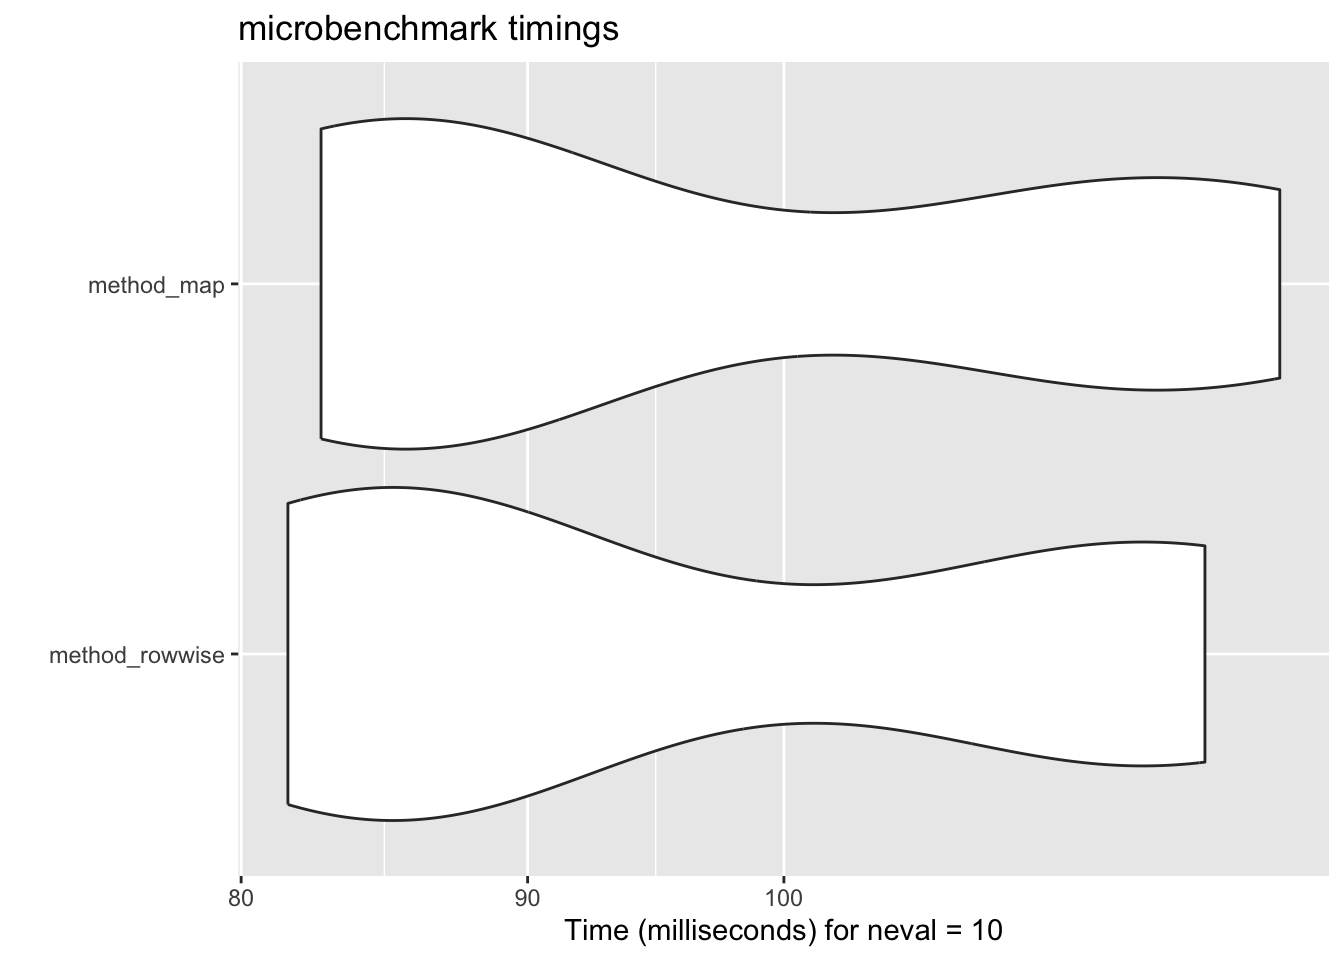 microbenchmark timings
method_map
method_rowwise
80 90 100
Time (milliseconds) for neval = 10